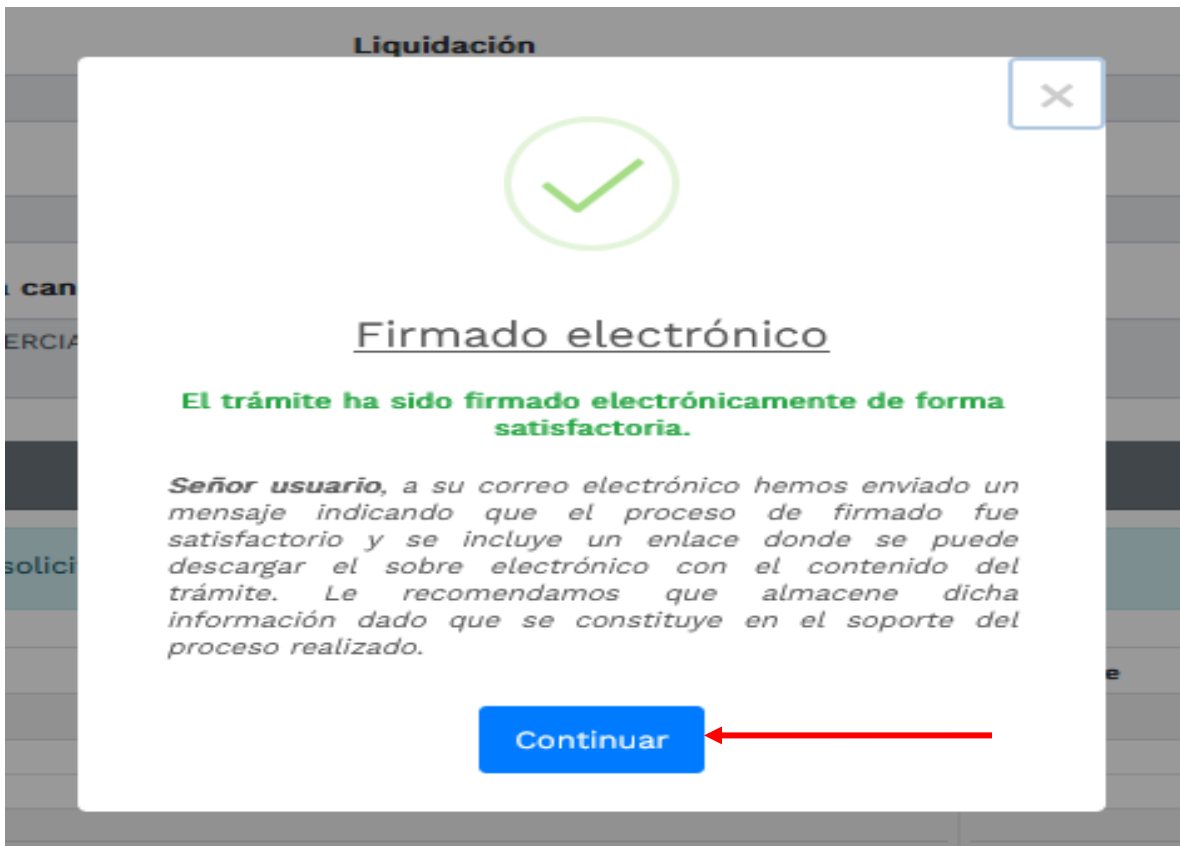 Liquidación
×
can
ERCIA
Firmado electrónico
El trámite ha sido firmado electrónicamente de forma
satisfactoria.
Señor usuario, a su correo electrónico hemos enviado un
mensaje indicando que el proceso de firmado fue
satisfactorio y se incluye un enlace donde se puede
solici
descargar el sobre electrónico con el contenido del
trámite. Le recomendamos que almacene dicha
información dado que se constituye en el soporte del
proceso realizado.
e
Continuar